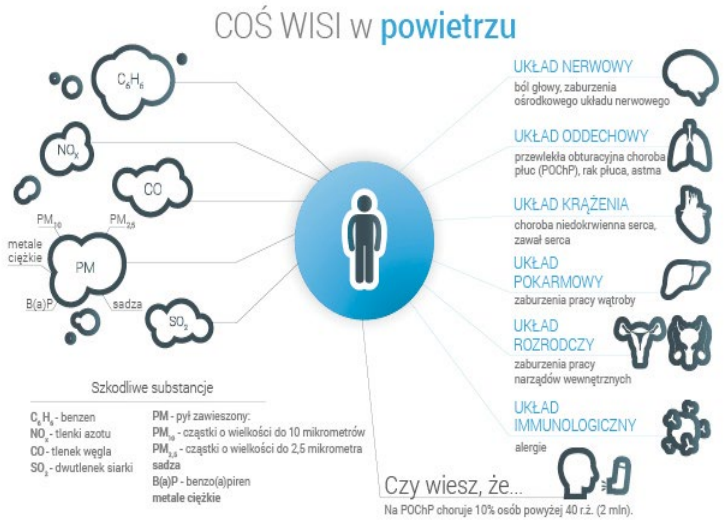 COŚ WISI w powietrzu
C₆H₆
NOₓ
CO
PM₁₀
PM₂,₅
metale
ciężkie
PM
B(a)P
sadza
SO₂
UKŁAD NERWOWY
ból głowy, zaburzenia
ośrodkowego układu nerwowego
UKŁAD ODDECHOWY
przewlekła obturacyjna choroba
płuc (POChP), rak płuca, astma
UKŁAD KRĄŻENIA
choroba niedokrwienna serca,
zawał serca
UKŁAD
POKARMOWY
zaburzenia pracy wątroby
UKŁAD
ROZRODCZY
zaburzenia pracy
narządów wewnętrznych
UKŁAD
IMMUNOLOGICZNY
alergie
Szkodliwe substancje
C₆H₆ - benzen
NOₓ - tlenki azotu
CO - tlenek węgla
SO₂ - dwutlenek siarki
PM - pył zawieszony:
PM₁₀ - cząstki o wielkości do 10 mikrometrów
PM₂,₅ - cząstki o wielkości do 2,5 mikrometra
sadza
B(a)P - benzo(a)piren
metale ciężkie
Czy wiesz, że...
Na POChP choruje 10% osób powyżej 40 r.ż. (2 mln).